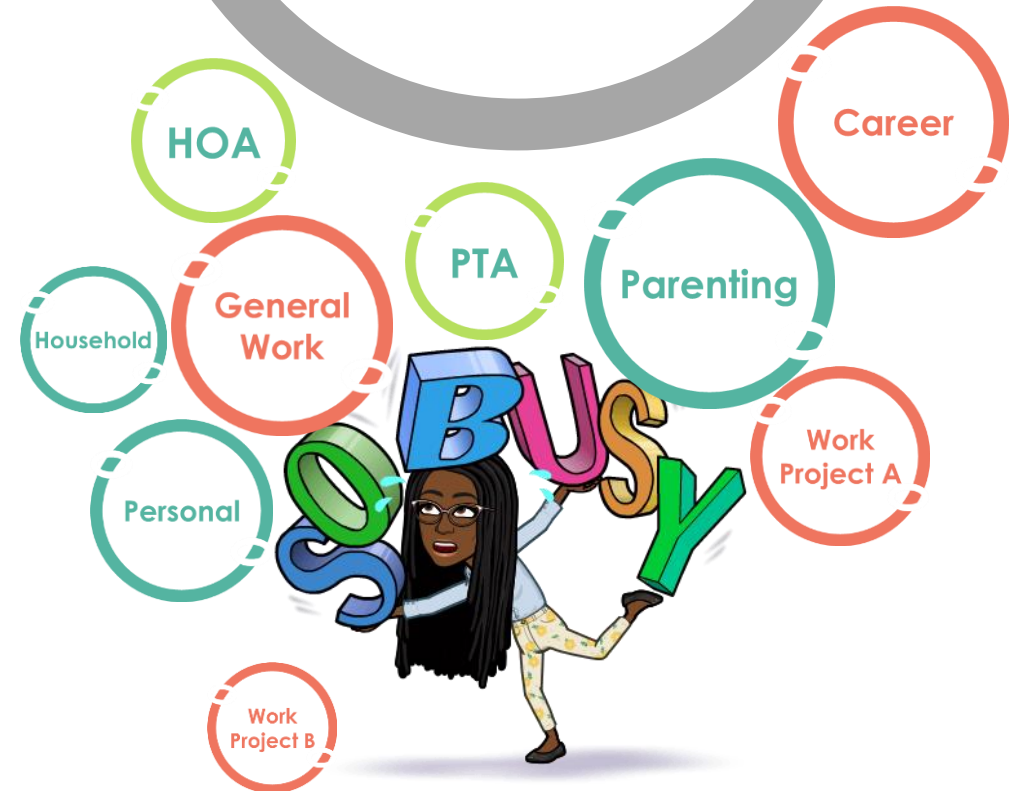 Career
HOA
PTA
Parenting
General
Work
Household
SO BUSY
Work
Project A
Personal
Work
Project B